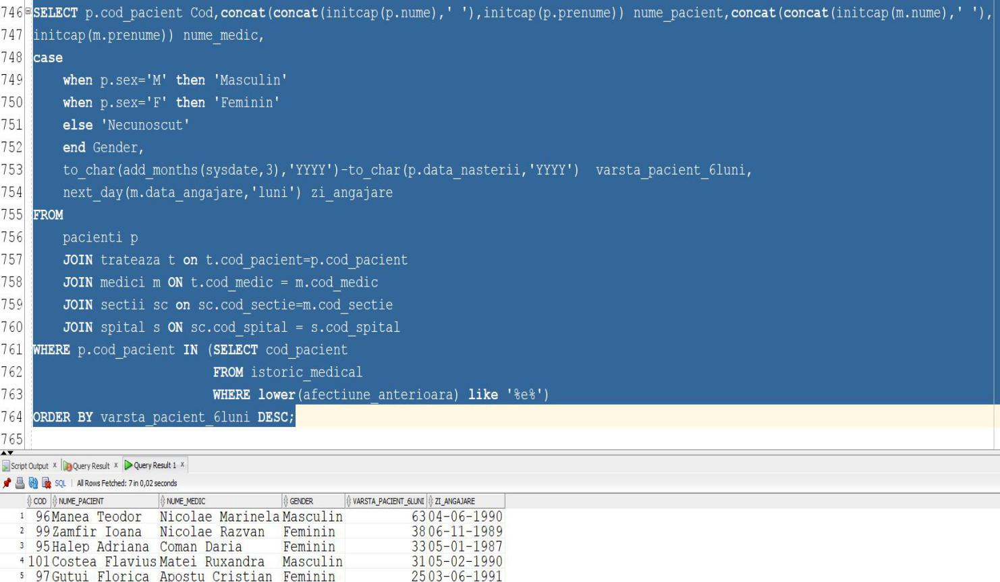 746 SELECT p.cod_pacient Cod,concat(concat(initcap(p.nume),' '),initcap(p.prenume)) nume_pacient,concat(concat(initcap(m.nume),' '),
747 initcap(m.prenume)) nume_medic,
748 case
749 when p.sex='M' then 'Masculin'
750 when p.sex='F' then 'Feminin'
751 else 'Necunoscut'
752 end Gender,
753 to_char(add_months(sysdate,3),'YYYY')-to_char(p.data_nasterii,'YYYY') varsta_pacient_6luni,
754 next_day(m.data_angajare,'luni') zi_angajare
755 FROM
756 pacienti p
757 JOIN trateaza t on t.cod_pacient=p.cod_pacient
758 JOIN medici m ON t.cod_medic = m.cod_medic
759 JOIN sectii sc on sc.cod_sectie=m.cod_sectie
760 JOIN spital s ON sc.cod_spital = s.cod_spital
761 WHERE p.cod_pacient IN (SELECT cod_pacient
762 FROM istoric_medical
763 WHERE lower(afectiune_anterioara) like '%e%')
764 ORDER BY varsta_pacient_6luni DESC;
765
Script Output x Query Result x Query Result 1 x
SQL | All Rows Fetched: 7 in 0,02 seconds
COD NUME_PACIENT NUME_MEDIC GENDER VARSTA_PACIENT_6LUNI ZI_ANGAJARE
1 96 Manea Teodor Nicolae Marinela Masculin 63 04-06-1990
2 99 Zamfir Ioana Nicolae Razvan Feminin 38 06-11-1989
3 95 Halep Adriana Coman Daria Feminin 33 05-01-1987
4 101 Costea Flavius Matei Ruxandra Masculin 31 05-02-1990
5 97 Gutui Florica Apostu Cristian Feminin 25 03-06-1991